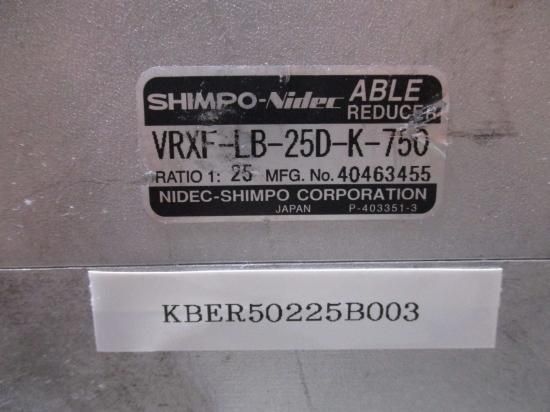 SHIMPO-Nidec ABLE
REDUCER
VRXF-LB-25D-K-750
RATIO 1: 25 MFG. No. 40463455
NIDEC-SHIMPO CORPORATION
JAPAN P-403351-3
KBER50225B003